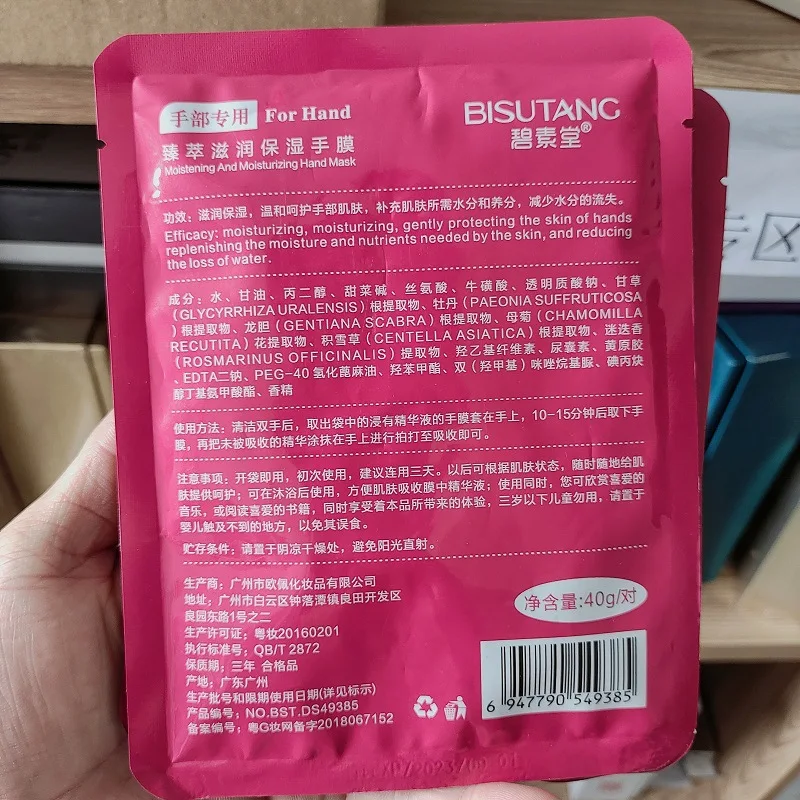 手部专用 For Hand
BISUTANG
碧素堂®
臻萃滋润保湿手膜
Moistening And Moisturizing Hand Mask
功效：滋润保湿，温和呵护手部肌肤，补充肌肤所需水分和养分，减少水分的流失。
Efficacy: moisturizing, moisturizing, gently protecting the skin of hands
replenishing the moisture and nutrients needed by the skin, and reducing
the loss of water.
成分：水、甘油、丙二醇、甜菜碱、丝氨酸、牛磺酸、透明质酸钠、甘草
（GLYCYRRHIZA URALENSIS）根提取物、牡丹（PAEONIA SUFFRUTICOSA
）根提取物、龙胆（GENTIANA SCABRA）根提取物、母菊（CHAMOMILLA
RECUTITA）花提取物、积雪草（CENTELLA ASIATICA）根提取物、迷迭香
（ROSMARINUS OFFICINALIS）提取物、羟乙基纤维素、尿囊素、黄原胶
、EDTA二钠、PEG-40 氢化蓖麻油、羟苯甲酯、双（羟甲基）咪唑烷基脲、碘丙炔
醇丁基氨甲酸酯、香精
使用方法：清洁双手后，取出袋中的浸有精华液的手膜套在手上，10-15分钟后取下手
膜，再把未被吸收的精华涂抹在手上进行拍打至吸收即可。
注意事项：开袋即用，初次使用，建议连用三天。以后可根据肌肤状态，随时随地给肌
肤提供呵护；可在沐浴后使用，方便肌肤吸收膜中精华液；使用同时，您可欣赏喜爱的
音乐，或阅读喜爱的书籍，同时享受着本品所带来的体验，三岁以下儿童勿用，请置于
婴儿触及不到的地方，以免其误食。
贮存条件：请置于阴凉干燥处，避免阳光直射。
生产商：广州市欧佩化妆品有限公司
地址：广州市白云区钟落潭镇良田开发区
良园东路1号之二
生产许可证：粤妆20160201
执行标准号：QB/T 2872
保质期：三年 合格品
产地：广东广州
生产批号和限期使用日期(详见标示)
产品编号：NO.BST.DS49385
备案编号：粤G妆网备字2018067152
净含量:40g/对
6 947790 549385